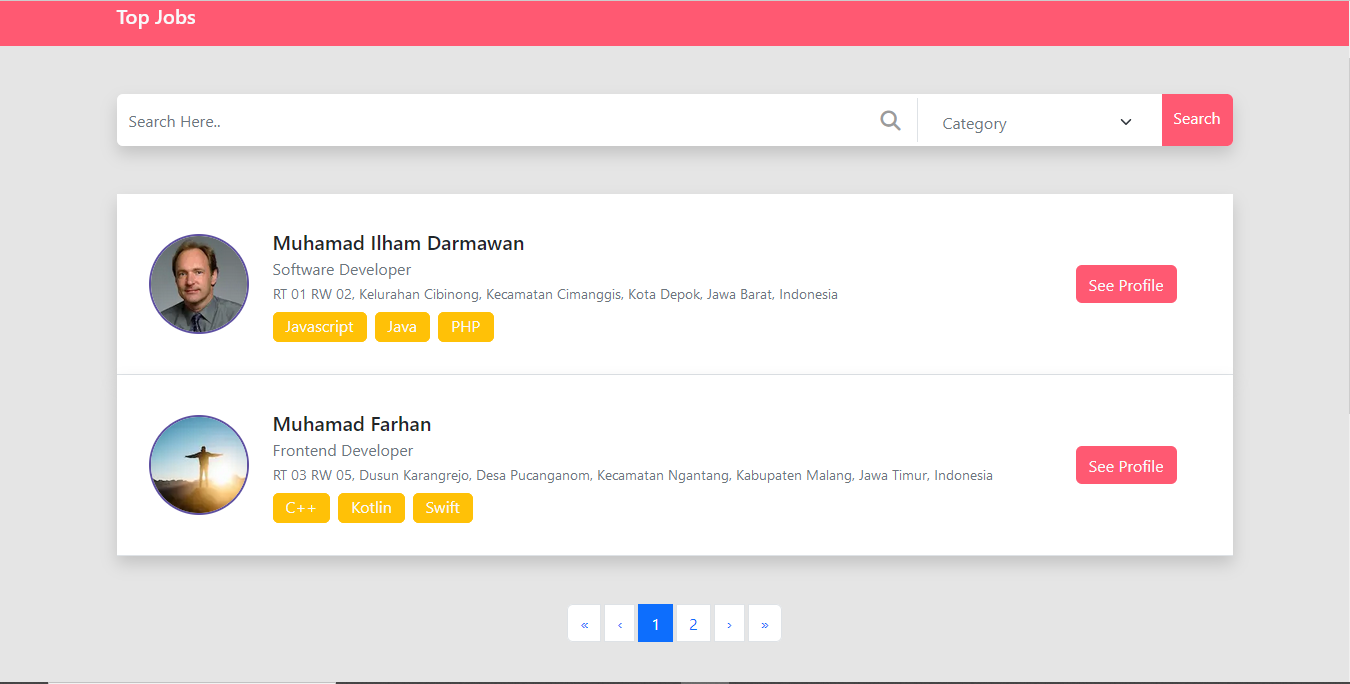 Top Jobs
Search Here..
Category
Search
Muhamad Ilham Darmawan
Software Developer
RT 01 RW 02, Kelurahan Cibinong, Kecamatan Cimanggis, Kota Depok, Jawa Barat, Indonesia
Javascript Java PHP
See Profile
Muhamad Farhan
Frontend Developer
RT 03 RW 05, Dusun Karangrejo, Desa Pucanganom, Kecamatan Ngantang, Kabupaten Malang, Jawa Timur, Indonesia
C++ Kotlin Swift
See Profile
« ‹ 1 2 › »